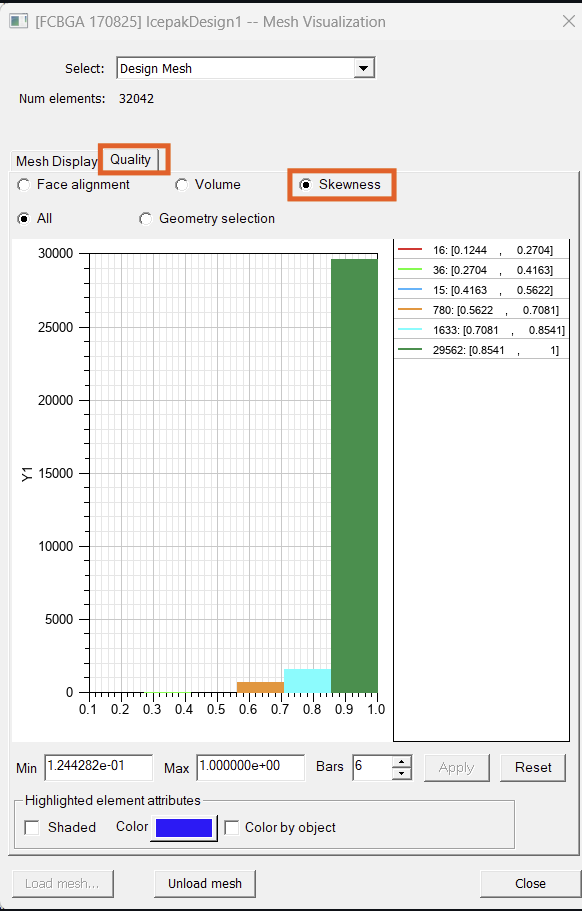 [FCBGA 170825] IcepakDesign1 -- Mesh Visualization
Select: Design Mesh
Num elements: 32042
Mesh Display Quality
Face alignment Volume Skewness
All Geometry selection
30000
25000
20000
15000
10000
5000
0
Y1
0.1 0.2 0.3 0.4 0.5 0.6 0.7 0.8 0.9 1.0
16: [0.1244 , 0.2704]
36: [0.2704 , 0.4163]
15: [0.4163 , 0.5622]
780: [0.5622 , 0.7081]
1633: [0.7081 , 0.8541]
29562: [0.8541 , 1]
Min 1.244282e-01 Max 1.000000e+00 Bars 6 Apply Reset
Highlighted element attributes
Shaded Color Color by object
Load mesh... Unload mesh Close